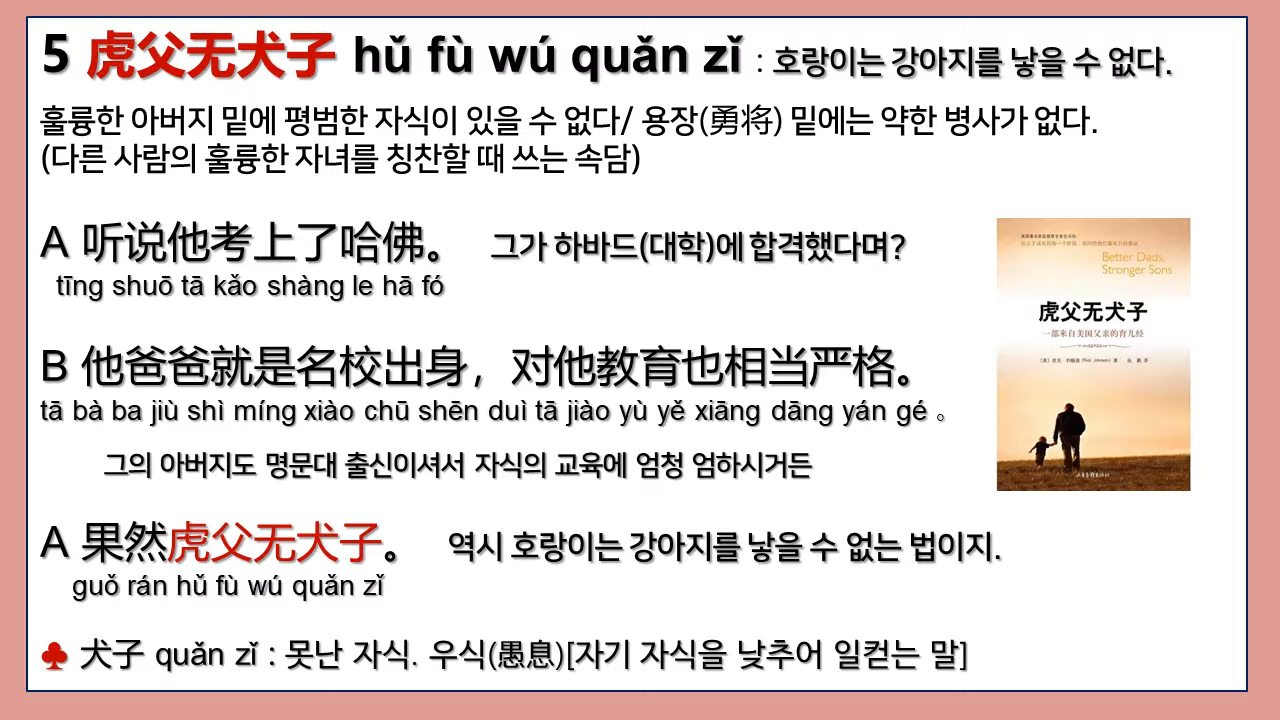 5 虎父无犬子 hǔ fù wú quǎn zǐ : 호랑이는 강아지를 낳을 수 없다.
훌륭한 아버지 밑에 평범한 자식이 있을 수 없다/ 용장(勇将) 밑에는 약한 병사가 없다.
(다른 사람의 훌륭한 자녀를 칭찬할 때 쓰는 속담)
A 听说他考上了哈佛。 그가 하바드(대학)에 합격했다며?
tīng shuō tā kǎo shàng le hā fó
B 他爸爸就是名校出身，对他教育也相当严格。
tā bà ba jiù shì míng xiào chū shēn duì tā jiào yù yě xiāng dāng yán gé 。
그의 아버지도 명문대 출신이셔서 자식의 교육에 엄청 엄하시거든
A 果然虎父无犬子。 역시 호랑이는 강아지를 낳을 수 없는 법이지.
guǒ rán hǔ fù wú quǎn zǐ
♣ 犬子 quǎn zǐ : 못난 자식. 우식(愚息)[자기 자식을 낮추어 일컫는 말]
Better Dads,
Stronger Sons
虎父无犬子
一部来自美国父亲的育儿经
(Rick Johnson) 著